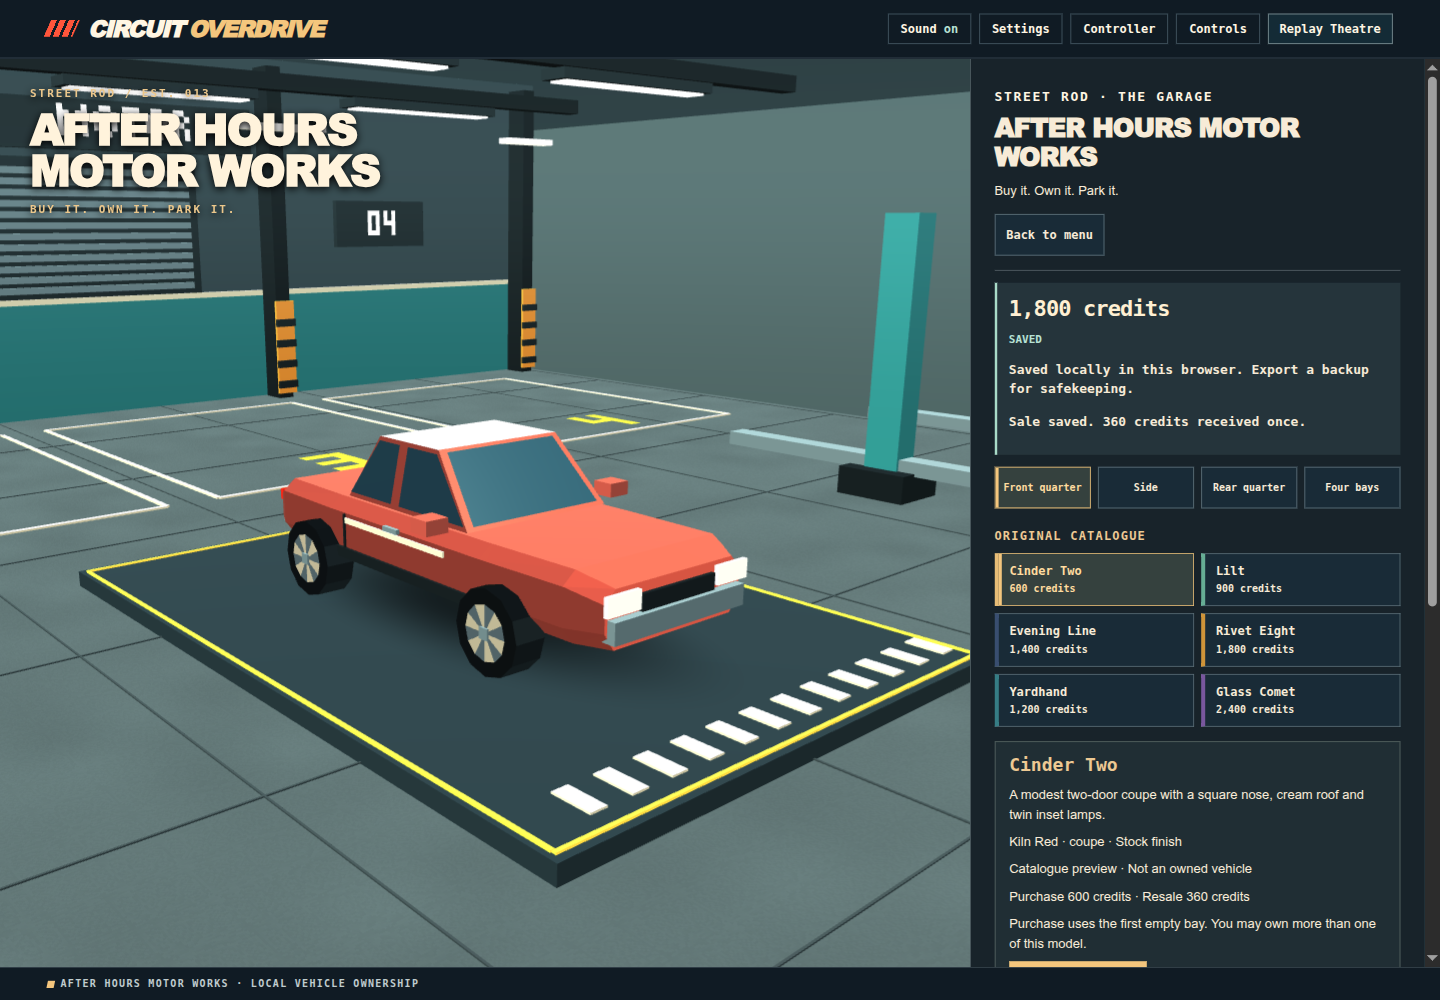 CIRCUIT OVERDRIVE
Sound on
Settings
Controller
Controls
Replay Theatre
STREET ROD / EST. 013
AFTER HOURS
MOTOR WORKS
BUY IT. OWN IT. PARK IT.
04
3
4
STREET ROD · THE GARAGE
AFTER HOURS MOTOR
WORKS
Buy it. Own it. Park it.
Back to menu
1,800 credits
SAVED
Saved locally in this browser. Export a backup
for safekeeping.
Sale saved. 360 credits received once.
Front quarter
Side
Rear quarter
Four bays
ORIGINAL CATALOGUE
Cinder Two
600 credits
Lilt
900 credits
Evening Line
1,400 credits
Rivet Eight
1,800 credits
Yardhand
1,200 credits
Glass Comet
2,400 credits
Cinder Two
A modest two-door coupe with a square nose, cream roof and
twin inset lamps.
Kiln Red · coupe · Stock finish
Catalogue preview · Not an owned vehicle
Purchase 600 credits · Resale 360 credits
Purchase uses the first empty bay. You may own more than one
of this model.
AFTER HOURS MOTOR WORKS · LOCAL VEHICLE OWNERSHIP